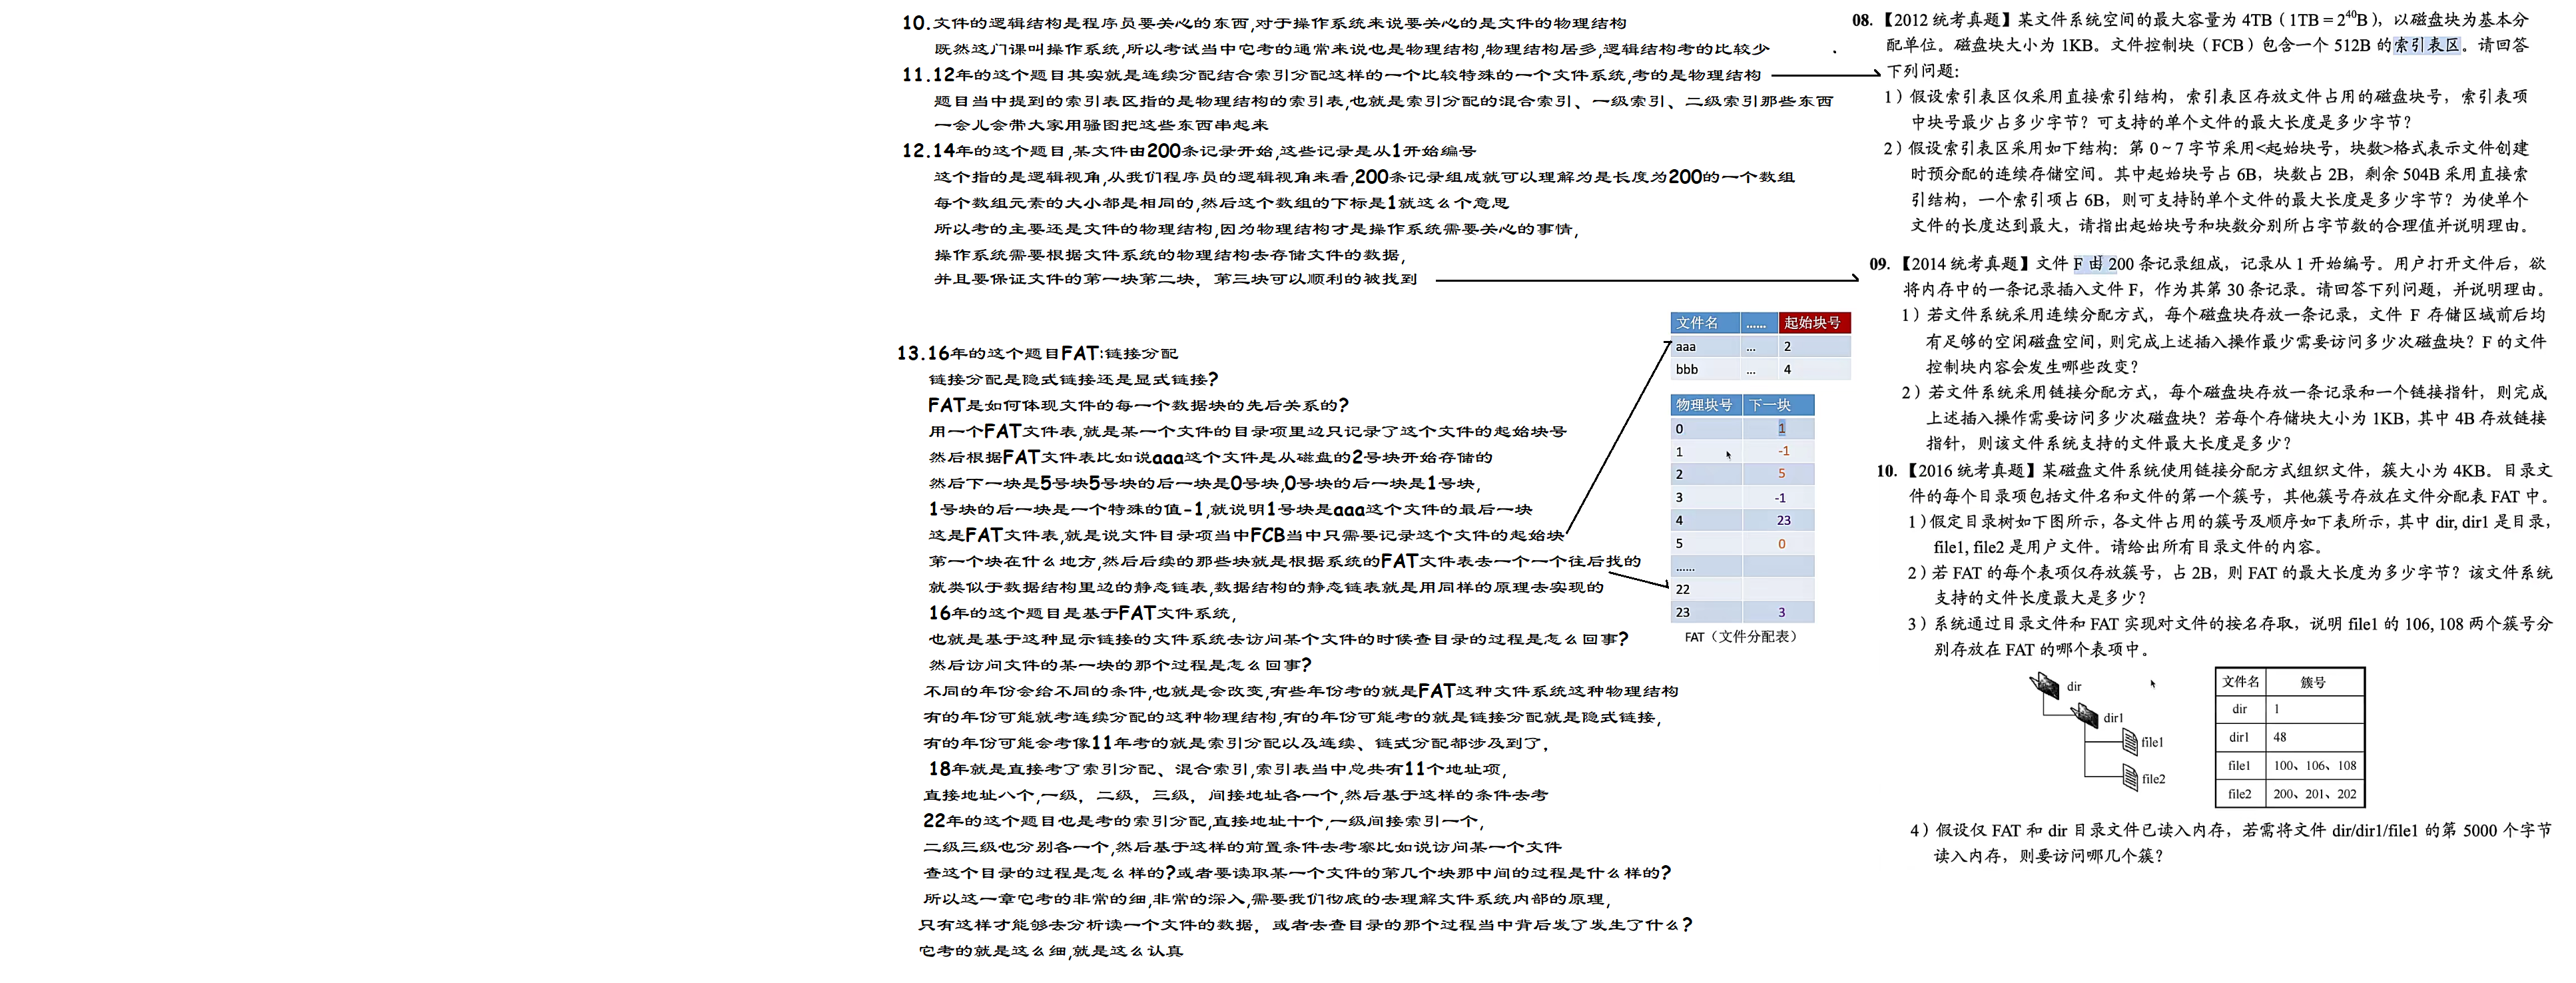 10.文件的逻辑结构是程序员要关心的东西,对于操作系统来说要关心的是文件的物理结构
既然这门课叫操作系统,所以考试当中它考的通常来说也是物理结构,物理结构居多,逻辑结构考的比较少
11.12年的这个题目其实就是连续分配结合索引分配这样的一个比较特殊的一个文件系统,考的是物理结构
题目当中提到的索引表区指的是物理结构的索引表,也就是索引分配的混合索引、一级索引、二级索引那些东西
一会儿会带大家用骚图把这些东西串起来
12.14年的这个题目,某文件由200条记录开始,这些记录是从1开始编号
这个指的是逻辑视角,从我们程序员的逻辑视角来看,200条记录组成就可以理解为是长度为200的一个数组
每个数组元素的大小都是相同的,然后这个数组的下标是1就这么个意思
所以考的主要还是文件的物理结构,因为物理结构才是操作系统需要关心的事情,
操作系统需要根据文件系统的物理结构去存储文件的数据,
并且要保证文件的第一块第二块，第三块可以顺利的被找到
13.16年的这个题目FAT:链接分配
链接分配是隐式链接还是显式链接?
FAT是如何体现文件的每一个数据块的先后关系的?
用一个FAT文件表,就是某一个文件的目录项里边只记录了这个文件的起始块号
然后根据FAT文件表比如说aaa这个文件是从磁盘的2号块开始存储的
然后下一块是5号块5号块的后一块是0号块,0号块的后一块是1号块,
1号块的后一块是一个特殊的值-1,就说明1号块是aaa这个文件的最后一块
这是FAT文件表,就是说文件目录项当中FCB当中只需要记录这个文件的起始块
第一个块在什么地方,然后后续的那些块就是根据系统的FAT文件表去一个一个往后找的
就类似于数据结构里边的静态链表,数据结构的静态链表就是用同样的原理去实现的
16年的这个题目是基于FAT文件系统,
也就是基于这种显示链接的文件系统去访问某个文件的时候查目录的过程是怎么回事?
然后访问文件的某一块的那个过程是怎么回事?
不同的年份会给不同的条件,也就是会改变,有些年份考的就是FAT这种文件系统这种物理结构
有的年份可能就考连续分配的这种物理结构,有的年份可能考的就是链接分配就是隐式链接,
有的年份可能会考像11年考的就是索引分配以及连续、链式分配都涉及到了，
18年就是直接考了索引分配、混合索引,索引表当中总共有11个地址项,
直接地址八个,一级，二级，三级，间接地址各一个,然后基于这样的条件去考
22年的这个题目也是考的索引分配,直接地址十个,一级间接索引一个,
二级三级也分别各一个,然后基于这样的前置条件去考察比如说访问某一个文件
查这个目录的过程是怎么样的?或者要读取某一个文件的第几个块那中间的过程是什么样的?
所以这一章它考的非常的细,非常的深入,需要我们彻底的去理解文件系统内部的原理,
只有这样才能够去分析读一个文件的数据，或者去查目录的那个过程当中背后发了发生了什么?
它考的就是这么细,就是这么认真
文件名 …… 起始块号
aaa ... 2
bbb ... 4
物理块号 下一块
0 1
1 -1
2 5
3 -1
4 23
5 0
……
22
23 3
FAT（文件分配表）
08.【2012统考真题】某文件系统空间的最大容量为 4TB（1TB = 2⁴⁰B），以磁盘块为基本分
配单位。磁盘块大小为 1KB。文件控制块（FCB）包含一个 512B 的索引表区。请回答
下列问题：
1）假设索引表区仅采用直接索引结构，索引表区存放文件占用的磁盘块号，索引表项
中块号最少占多少字节？可支持的单个文件的最大长度是多少字节？
2）假设索引表区采用如下结构：第 0～7 字节采用<起始块号，块数>格式表示文件创建
时预分配的连续存储空间。其中起始块号占 6B，块数占 2B，剩余 504B 采用直接索
引结构，一个索引项占 6B，则可支持的单个文件的最大长度是多少字节？为使单个
文件的长度达到最大，请指出起始块号和块数分别所占字节数的合理值并说明理由。
09.【2014统考真题】文件 F 由 200 条记录组成，记录从 1 开始编号。用户打开文件后，欲
将内存中的一条记录插入文件 F，作为其第 30 条记录。请回答下列问题，并说明理由。
1）若文件系统采用连续分配方式，每个磁盘块存放一条记录，文件 F 存储区域前后均
有足够的空闲磁盘空间，则完成上述插入操作最少需要访问多少次磁盘块？F 的文件
控制块内容会发生哪些改变？
2）若文件系统采用链接分配方式，每个磁盘块存放一条记录和一个链接指针，则完成
上述插入操作需要访问多少次磁盘块？若每个存储块大小为 1KB，其中 4B 存放链接
指针，则该文件系统支持的文件最大长度是多少？
10.【2016统考真题】某磁盘文件系统使用链接分配方式组织文件，簇大小为 4KB。目录文
件的每个目录项包括文件名和文件的第一个簇号，其他簇号存放在文件分配表 FAT 中。
1）假定目录树如下图所示，各文件占用的簇号及顺序如下表所示，其中 dir, dir1 是目录，
file1, file2 是用户文件。请给出所有目录文件的内容。
2）若 FAT 的每个表项仅存放簇号，占 2B，则 FAT 的最大长度为多少字节？该文件系统
支持的文件长度最大是多少？
3）系统通过目录文件和 FAT 实现对文件的按名存取，说明 file1 的 106, 108 两个簇号分
别存放在 FAT 的哪个表项中。
dir
dir1
file1
file2
文件名 簇号
dir 1
dir1 48
file1 100、106、108
file2 200、201、202
4）假设仅 FAT 和 dir 目录文件已读入内存，若需将文件 dir/dir1/file1 的第 5000 个字节
读入内存，则要访问哪几个簇？